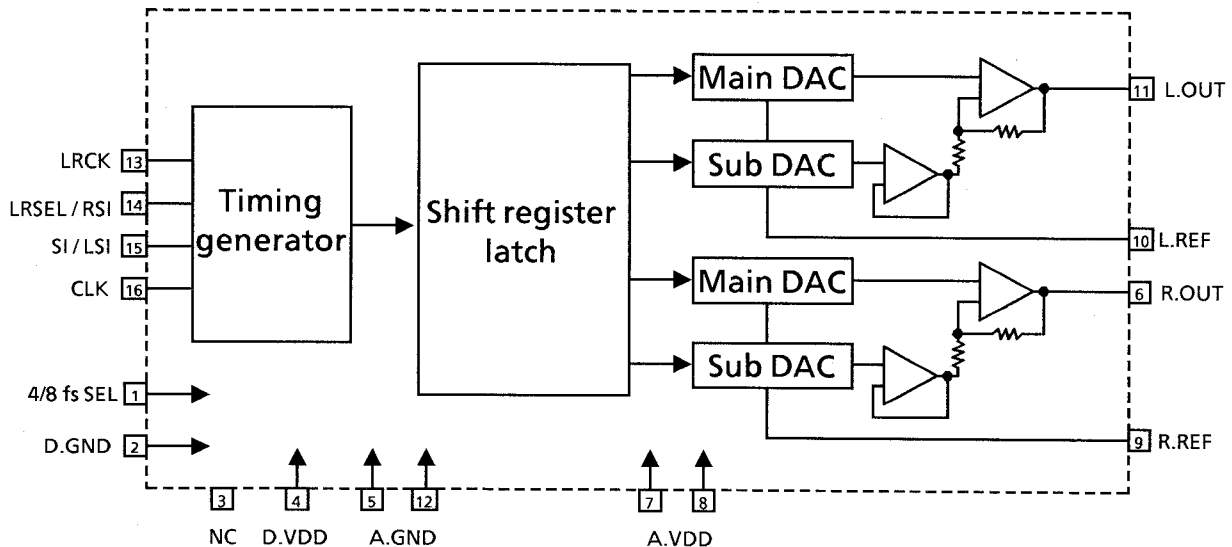 Main DAC
11 L.OUT
LRCK 13
Sub DAC
LRSEL / RSI 14
Timing
generator
Shift register
latch
SI / LSI 15
10 L.REF
CLK 16
Main DAC
6 R.OUT
Sub DAC
4/8 fs SEL 1
D.GND 2
9 R.REF
3 4 5 12 7 8
NC D.VDD A.GND A.VDD